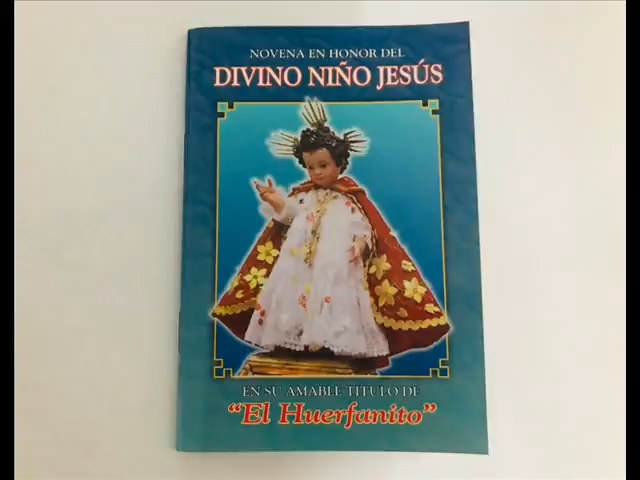 NOVENA EN HONOR DEL
DIVINO NIÑO JESÚS
EN SU AMABLE TITULO DE
“El Huerfanito”